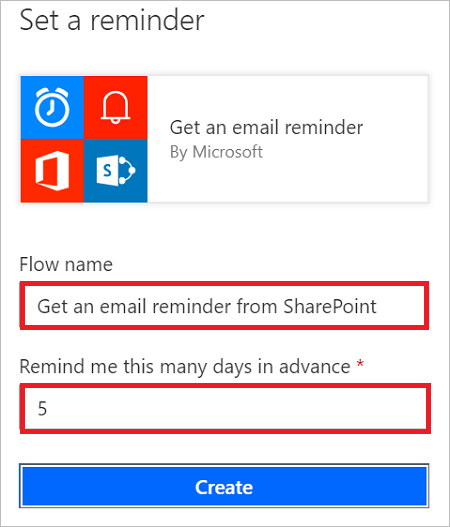 Set a reminder
Get an email reminder
By Microsoft
S
Flow name
Get an email reminder from SharePoint
Remind me this many days in advance *
5
Create